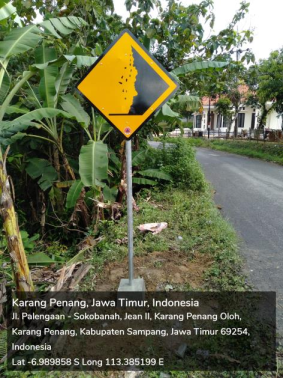 Karang Penang, Jawa Timur, Indonesia
Jl. Palengaan - Sokobanah, Jean II, Karang Penang Oloh,
Karang Penang, Kabupaten Sampang, Jawa Timur 69254,
Indonesia
Lat -6.989858 S Long 113.385199 E